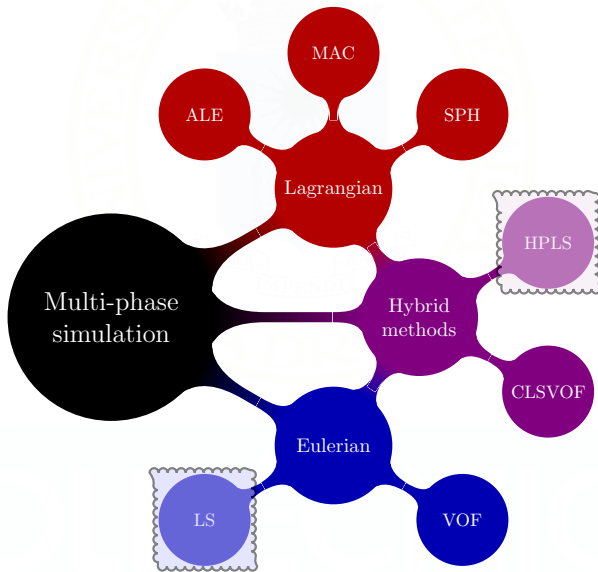 MAC
ALE
SPH
Lagrangian
HPLS
Multi-phase
simulation
Hybrid
methods
CLSVOF
Eulerian
LS
VOF